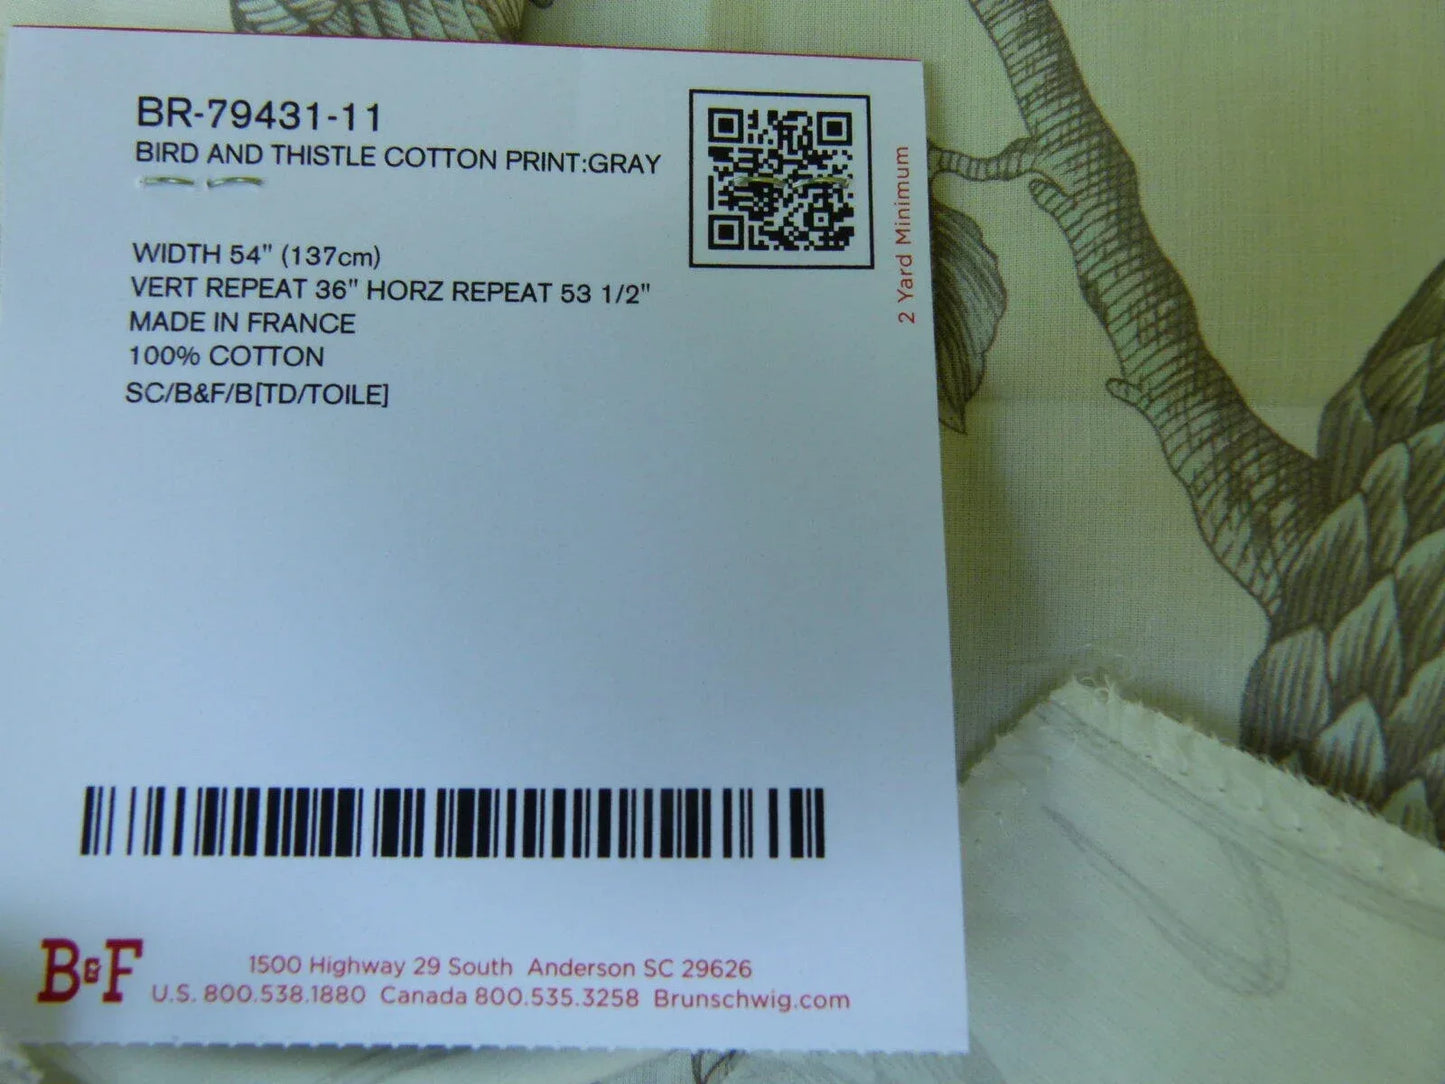 BR-79431-11
BIRD AND THISTLE COTTON PRINT:GRAY
WIDTH 54" (137cm)
VERT REPEAT 36" HORZ REPEAT 53 1/2"
MADE IN FRANCE
100% COTTON
SC/B&F/B[TD/TOILE]
2 Yard Minimum
B&F
1500 Highway 29 South Anderson SC 29626
U.S. 800.538.1880 Canada 800.535.3258 Brunschwig.com